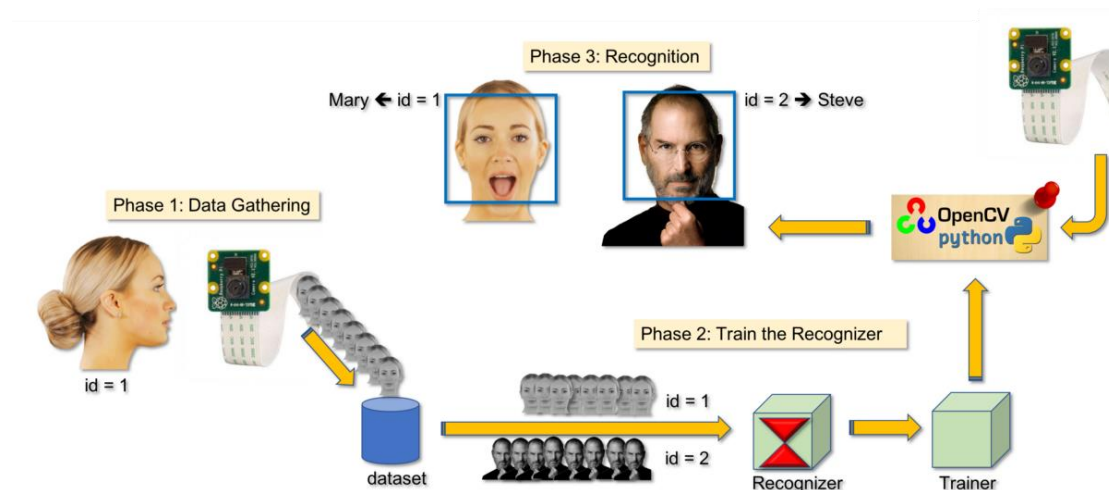 Phase 3: Recognition
Mary ← id = 1
id = 2 → Steve
Phase 1: Data Gathering
OpenCV
python
Phase 2: Train the Recognizer
id = 1
id = 1
id = 2
dataset
Recognizer
Trainer